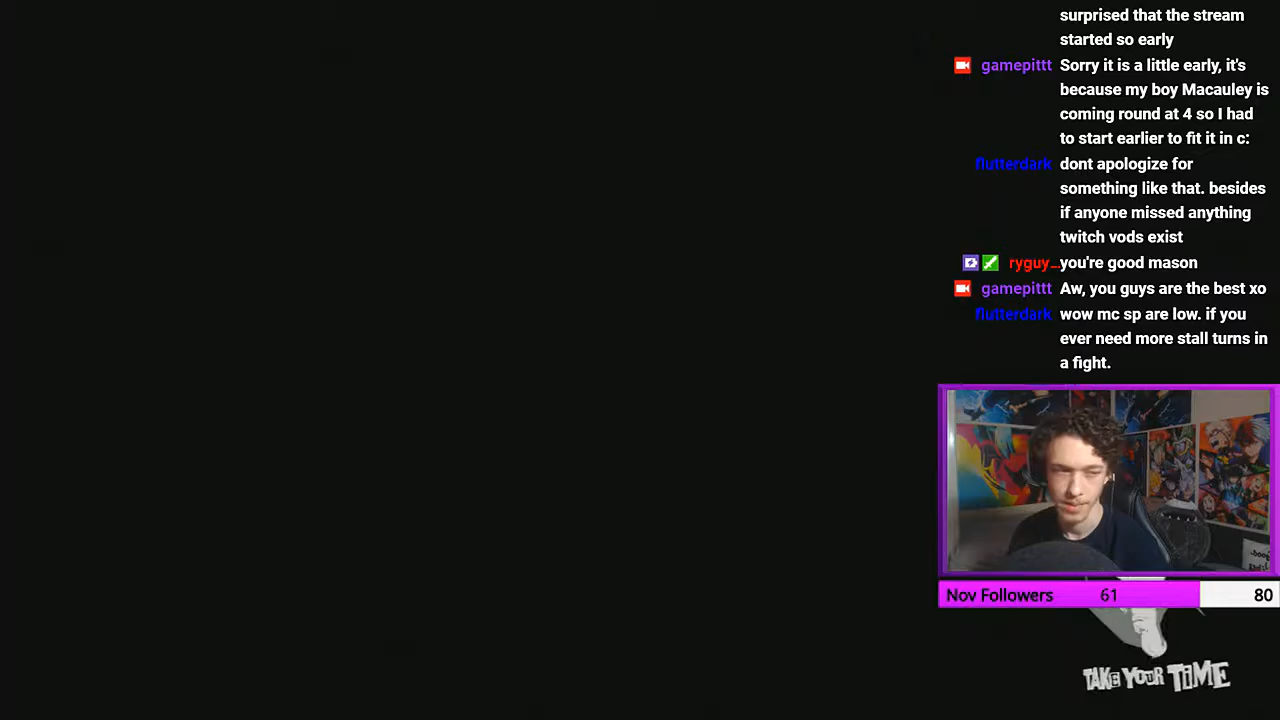 surprised that the stream
started so early
gamepittt Sorry it is a little early, it's
because my boy Macauley is
coming round at 4 so I had
to start earlier to fit it in c:
flutterdark dont apologize for
something like that. besides
if anyone missed anything
twitch vods exist
ryguy_... you're good mason
gamepittt Aw, you guys are the best xo
flutterdark wow mc sp are low. if you
ever need more stall turns in
a fight.
Nov Followers 61 80
TAKE YOUR TIME